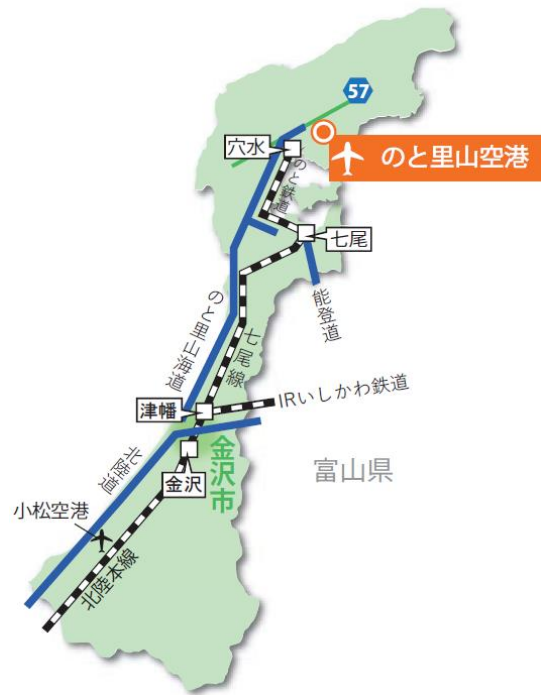 57
穴水
のと里山空港
のと鉄道
七尾
能登道
のと里山海道
七尾線
津幡
IRいしかわ鉄道
北陸道
金沢
金沢市
富山県
小松空港
北陸本線